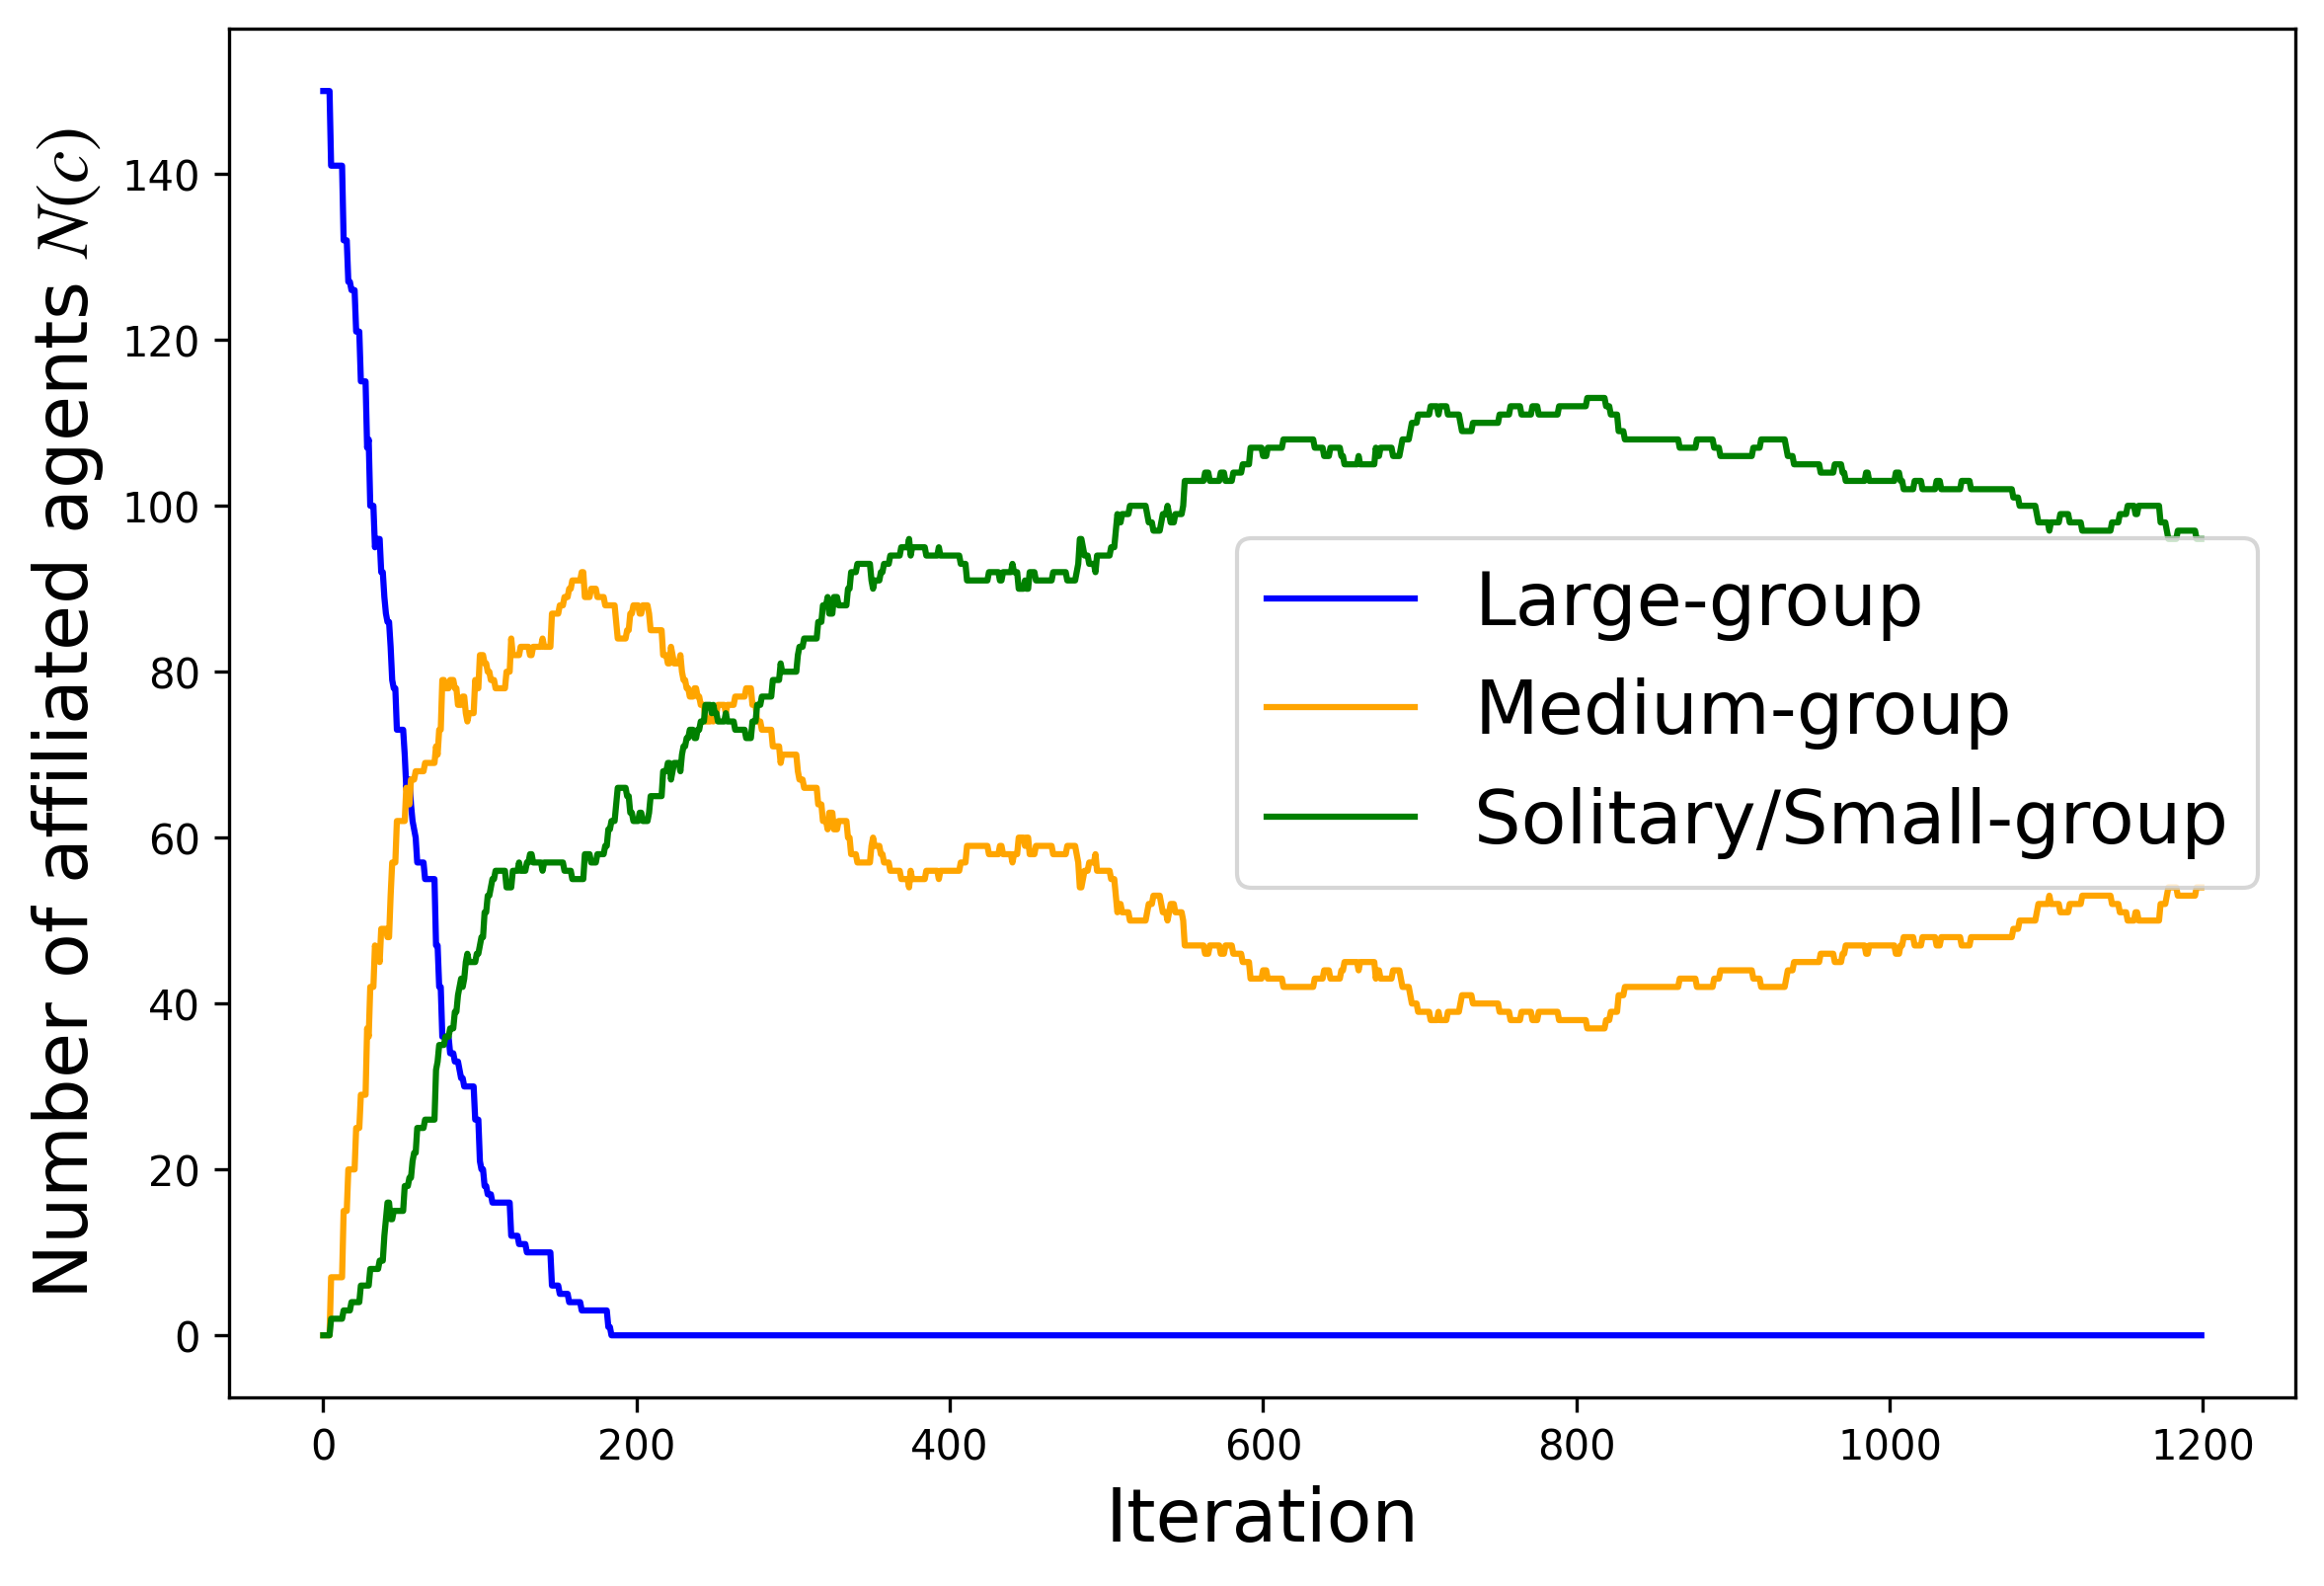 Number of affiliated agents N(c)
140
120
100
80
60
40
20
0
Large-group
Medium-group
Solitary/Small-group
0 200 400 600 800 1000 1200
Iteration